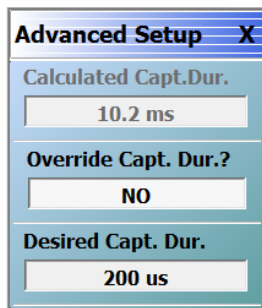 Advanced Setup X
Calculated Capt.Dur.
10.2 ms
Override Capt. Dur.?
NO
Desired Capt. Dur.
200 us